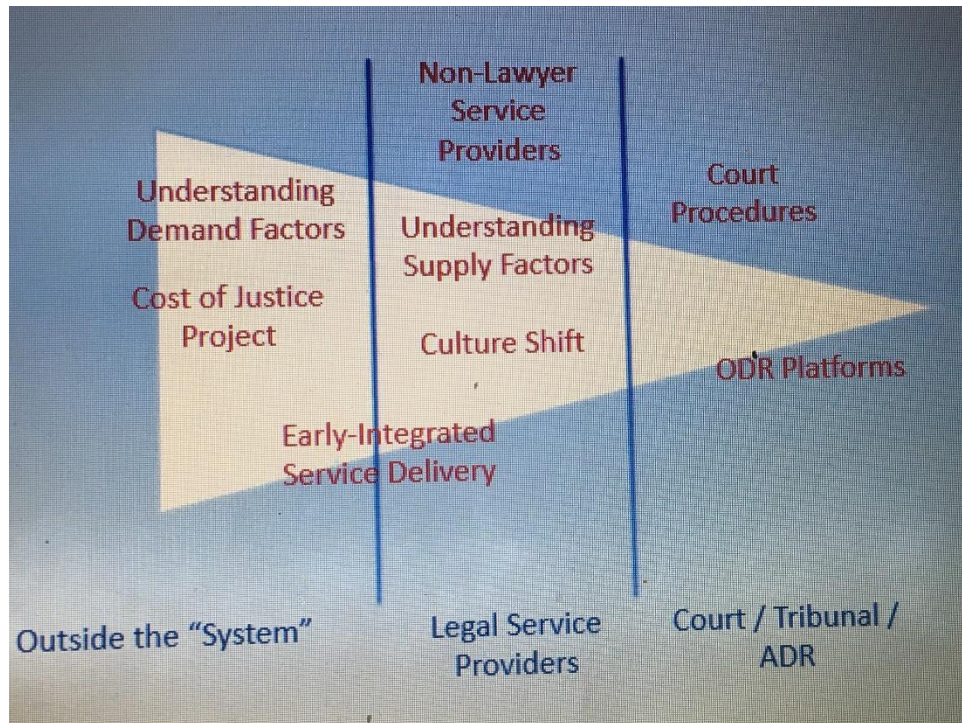 Non-Lawyer
Service
Providers
Understanding
Demand Factors
Cost of Justice
Project
Understanding
Supply Factors
Culture Shift
Early-Integrated
Service Delivery
Court
Procedures
ODR Platforms
Outside the “System”
Legal Service
Providers
Court / Tribunal /
ADR